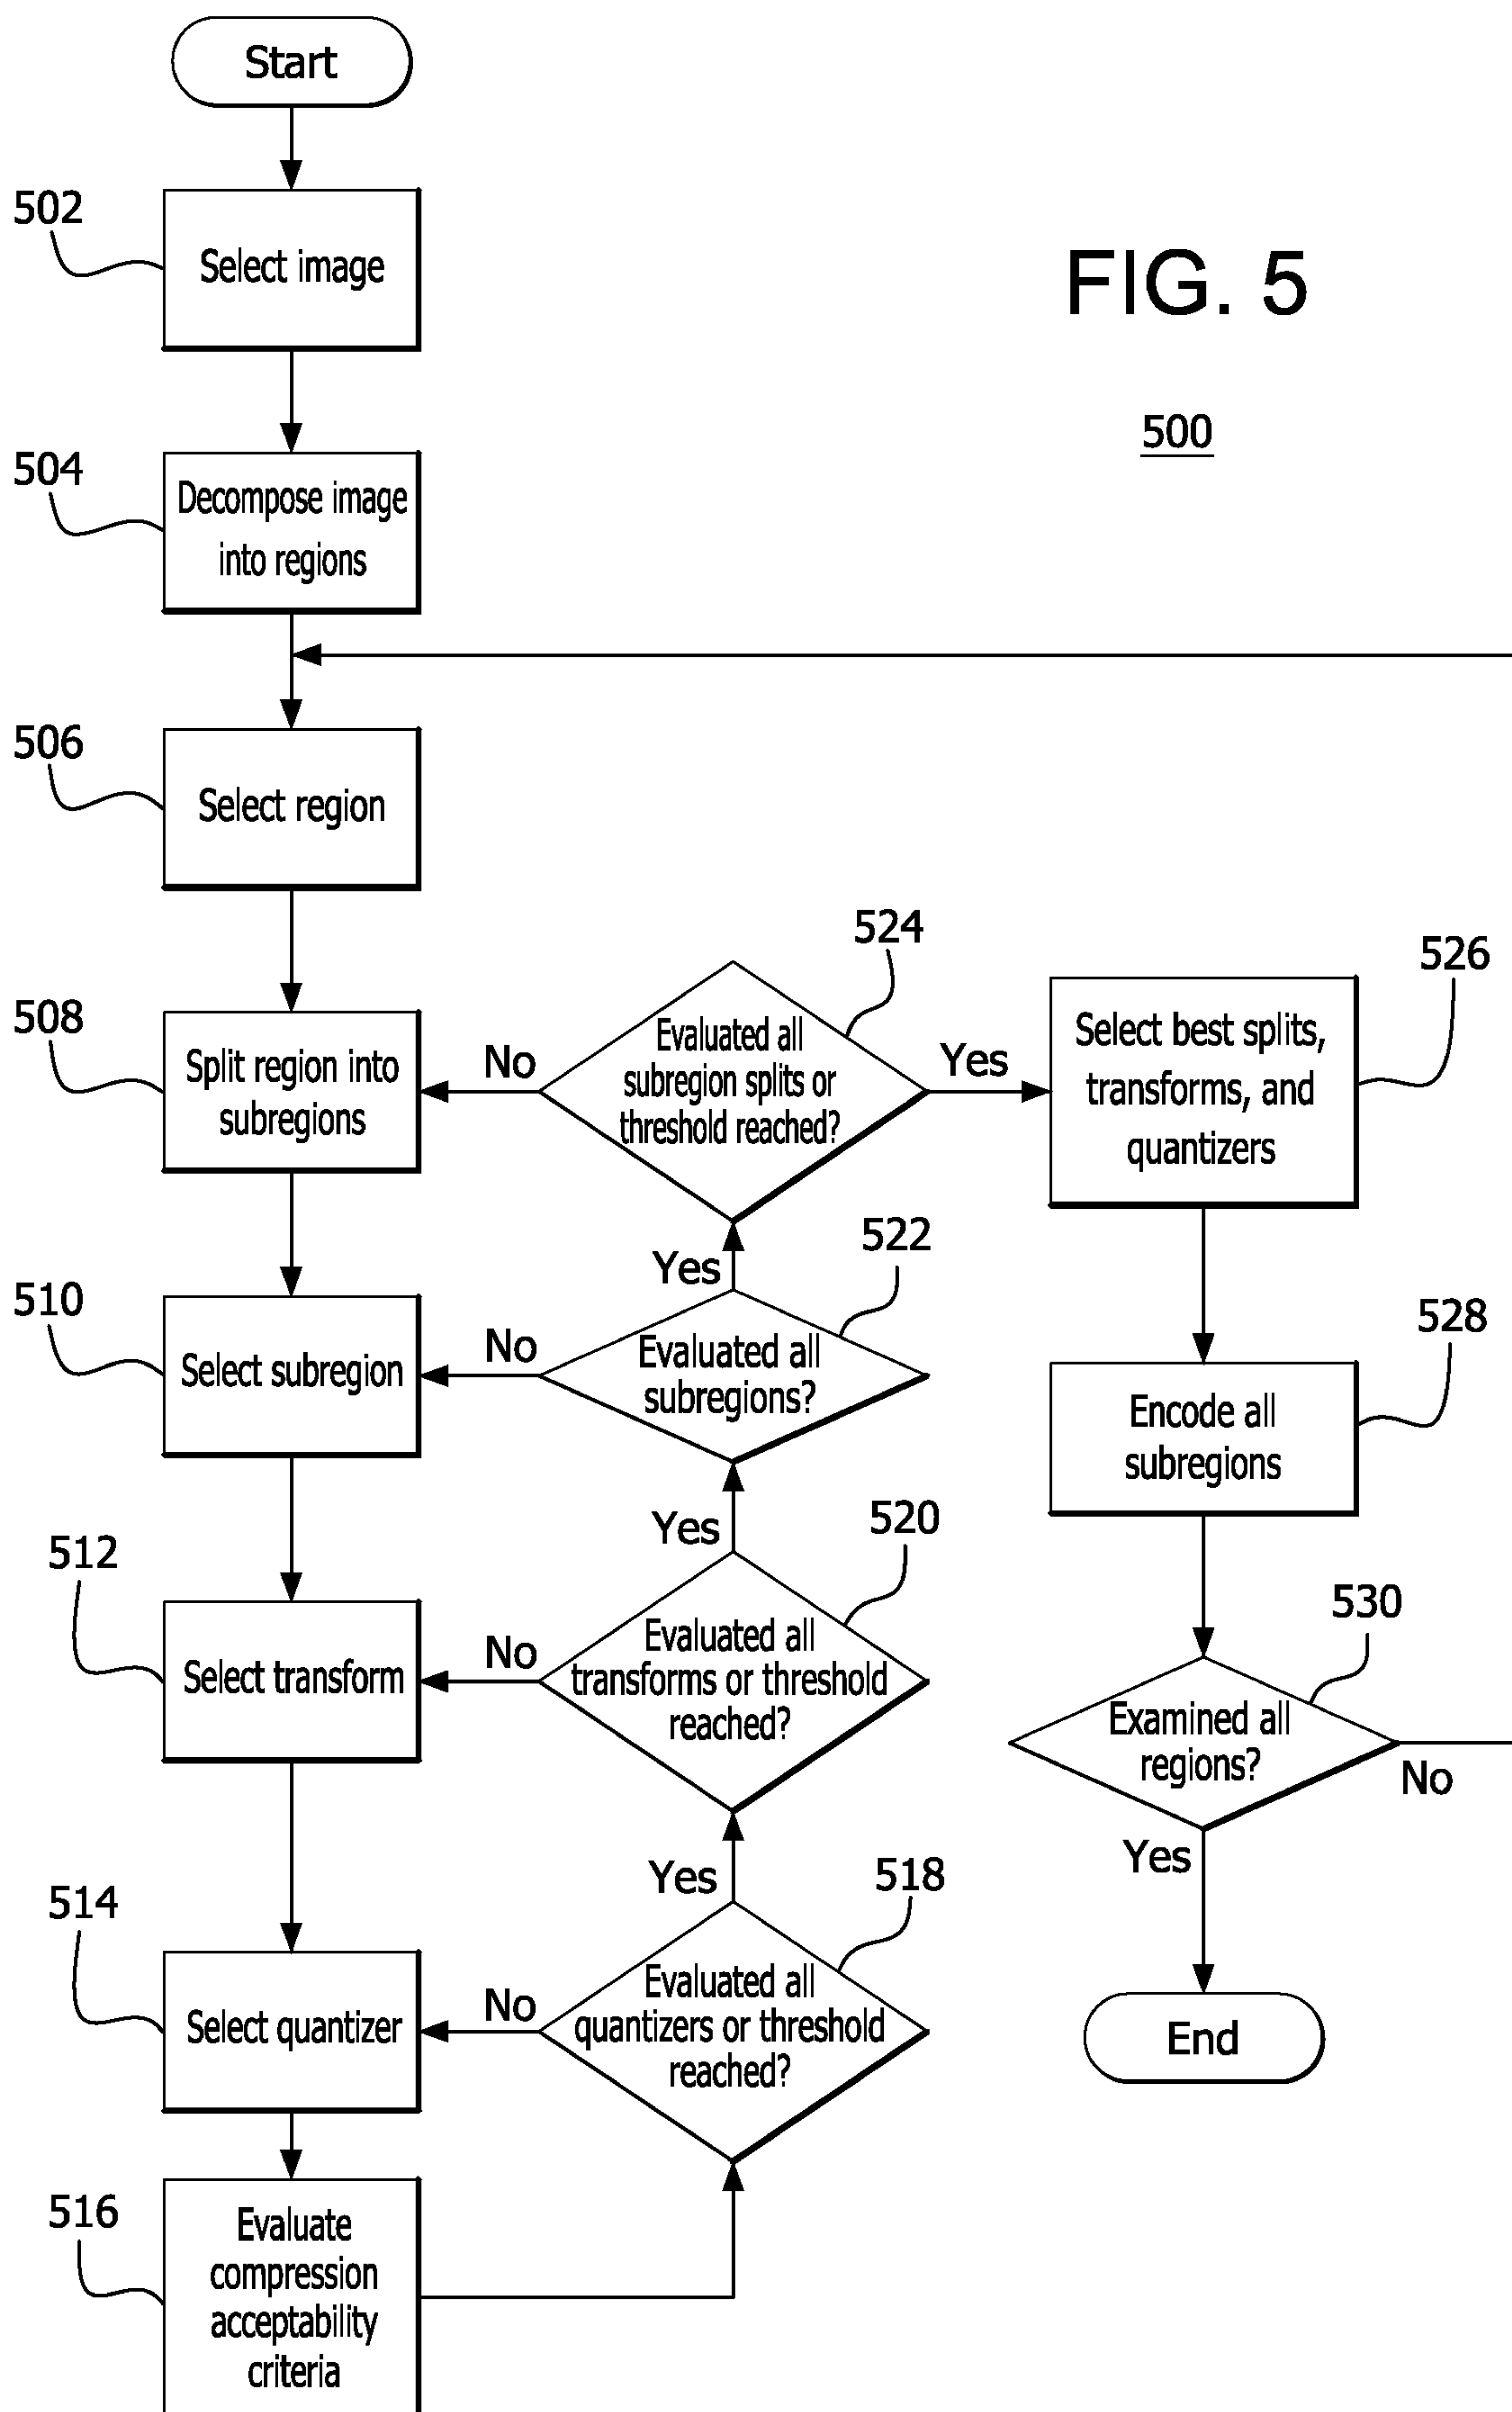 Start
502
Select image
FIG. 5
500
504
Decompose image
into regions
506
Select region
508
Split region into
subregions
No
524
Evaluated all
subregion splits or
threshold reached?
Yes
526
Select best splits,
transforms, and
quantizers
Yes
510
Select subregion
No
522
Evaluated all
subregions?
528
Encode all
subregions
Yes
512
Select transform
No
520
Evaluated all
transforms or threshold
reached?
530
Examined all
regions?
No
Yes
Yes
514
Select quantizer
No
518
Evaluated all
quantizers or threshold
reached?
End
516
Evaluate
compression
acceptability
criteria